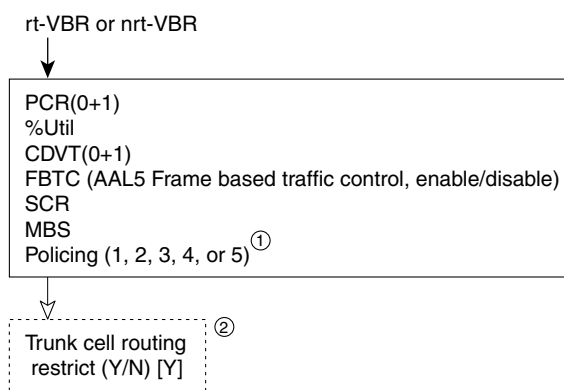 rt-VBR or nrt-VBR
PCR(0+1)
%Util
CDVT(0+1)
FBTC (AAL5 Frame based traffic control, enable/disable)
SCR
MBS
Policing (1, 2, 3, 4, or 5) ①
②
Trunk cell routing
restrict (Y/N) [Y]